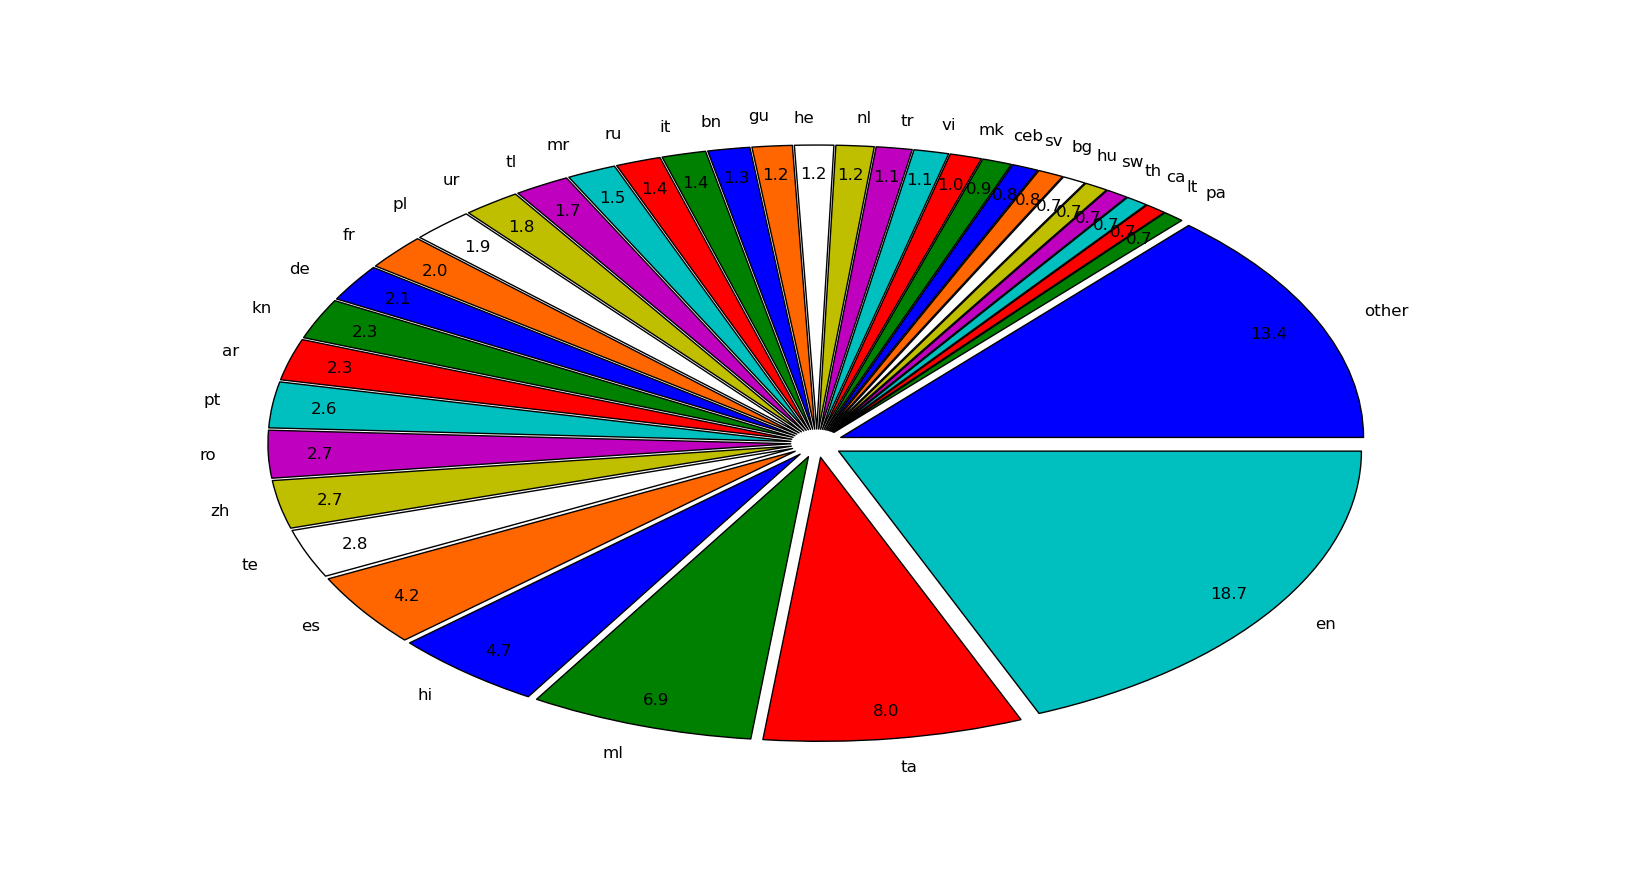 other
13.4
pa
0.7
lt
0.7
ca
0.7
th
0.7
sw
0.7
hu
0.7
bg
0.8
sv
0.8
ceb
0.9
mk
1.0
vi
1.1
tr
1.1
nl
1.2
he
1.2
gu
1.2
bn
1.3
it
1.4
ru
1.4
mr
1.5
tl
1.7
ur
1.8
pl
1.9
fr
2.0
de
2.1
kn
2.3
ar
2.3
pt
2.6
ro
2.7
zh
2.7
te
2.8
es
4.2
hi
4.7
ml
6.9
ta
8.0
en
18.7